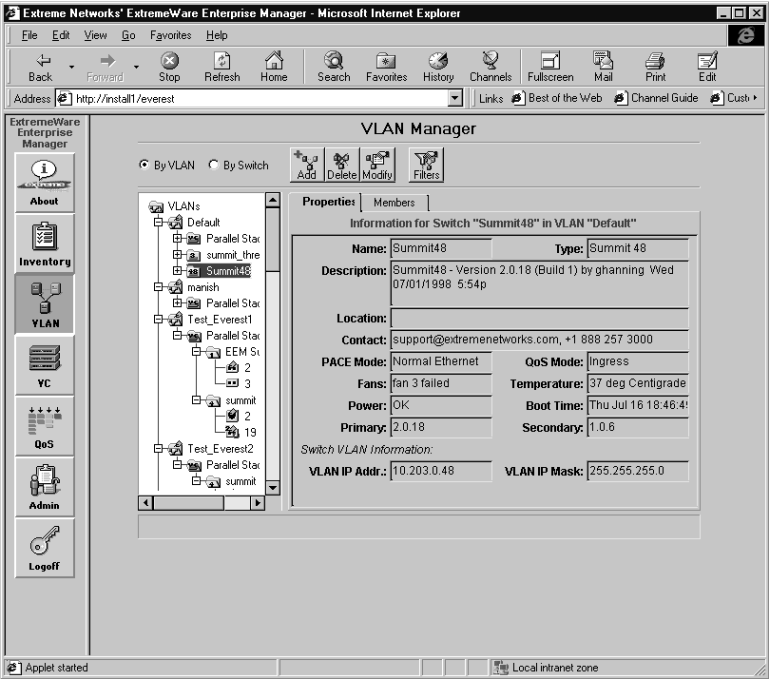 Extreme Networks' ExtremeWare Enterprise Manager - Microsoft Internet Explorer
File Edit View Go Favorites Help
Back Forward Stop Refresh Home Search Favorites History Channels Fullscreen Mail Print Edit
Address http://install1/everest Links Best of the Web Channel Guide Custo
ExtremeWare
Enterprise
Manager
About
Inventory
VLAN
VC
QoS
Admin
Logoff
VLAN Manager
By VLAN By Switch
Add Delete Modify Filters
VLANs
Default
Parallel Stac
summit_thre
Summit48
manish
Parallel Stac
Test_Everest1
Parallel Stac
EEM Su
2
3
summit
2
19
Test_Everest2
Parallel Stac
summit
Properties Members
Information for Switch "Summit48" in VLAN "Default"
Name: Summit48 Type: Summit 48
Description: Summit48 - Version 2.0.18 (Build 1) by ghanning Wed
07/01/1998 5:54p
Location:
Contact: support@extremenetworks.com, +1 888 257 3000
PACE Mode: Normal Ethernet QoS Mode: Ingress
Fans: fan 3 failed Temperature: 37 deg Centigrade
Power: OK Boot Time: Thu Jul 16 18:46:4
Primary: 2.0.18 Secondary: 1.0.6
Switch VLAN Information:
VLAN IP Addr.: 10.203.0.48 VLAN IP Mask: 255.255.255.0
Applet started Local intranet zone